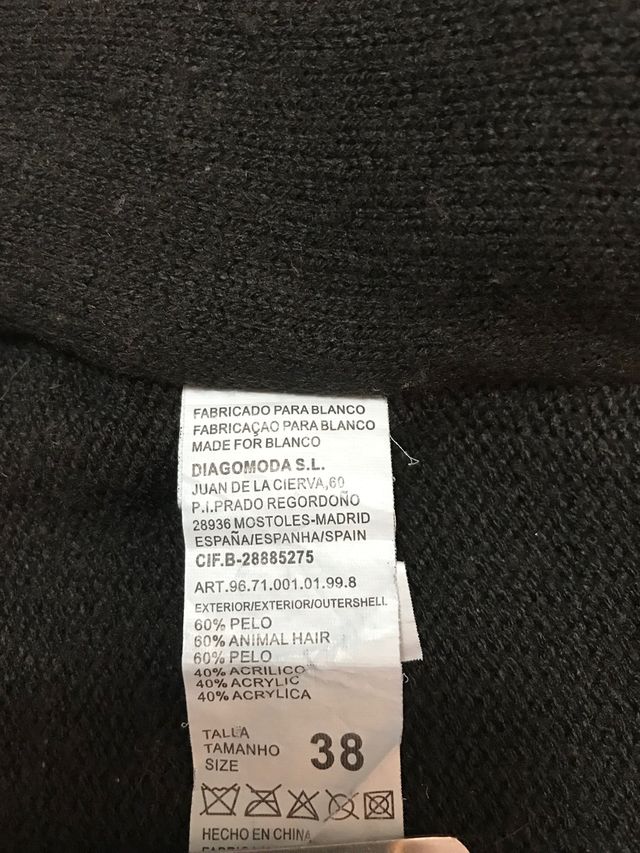 FABRICADO PARA BLANCO
FABRICAÇAO PARA BLANCO
MADE FOR BLANCO
DIAGOMODA S.L.
JUAN DE LA CIERVA,60
P.I.PRADO REGORDOÑO
28936 MOSTOLES-MADRID
ESPAÑA/ESPANHA/SPAIN
CIF.B-28885275
ART.96.71.001.01.99.8
EXTERIOR/EXTERIOR/OUTERSHELL
60% PELO
60% ANIMAL HAIR
60% PELO
40% ACRILICO
40% ACRYLIC
40% ACRYLICA
TALLA
TAMANHO
SIZE
38
HECHO EN CHINA